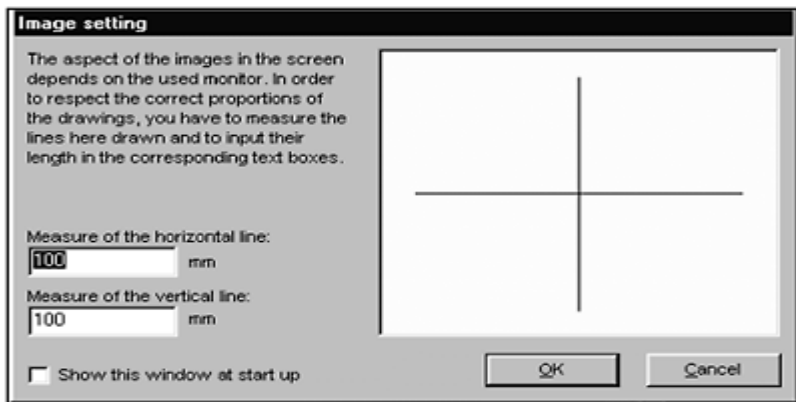 Image setting
The aspect of the images in the screen
depends on the used monitor. In order
to respect the correct proportions of
the drawings, you have to measure the
lines here drawn and to input their
length in the corresponding text boxes.
Measure of the horizontal line:
100 mm
Measure of the vertical line:
100 mm
Show this window at start up
OK
Cancel